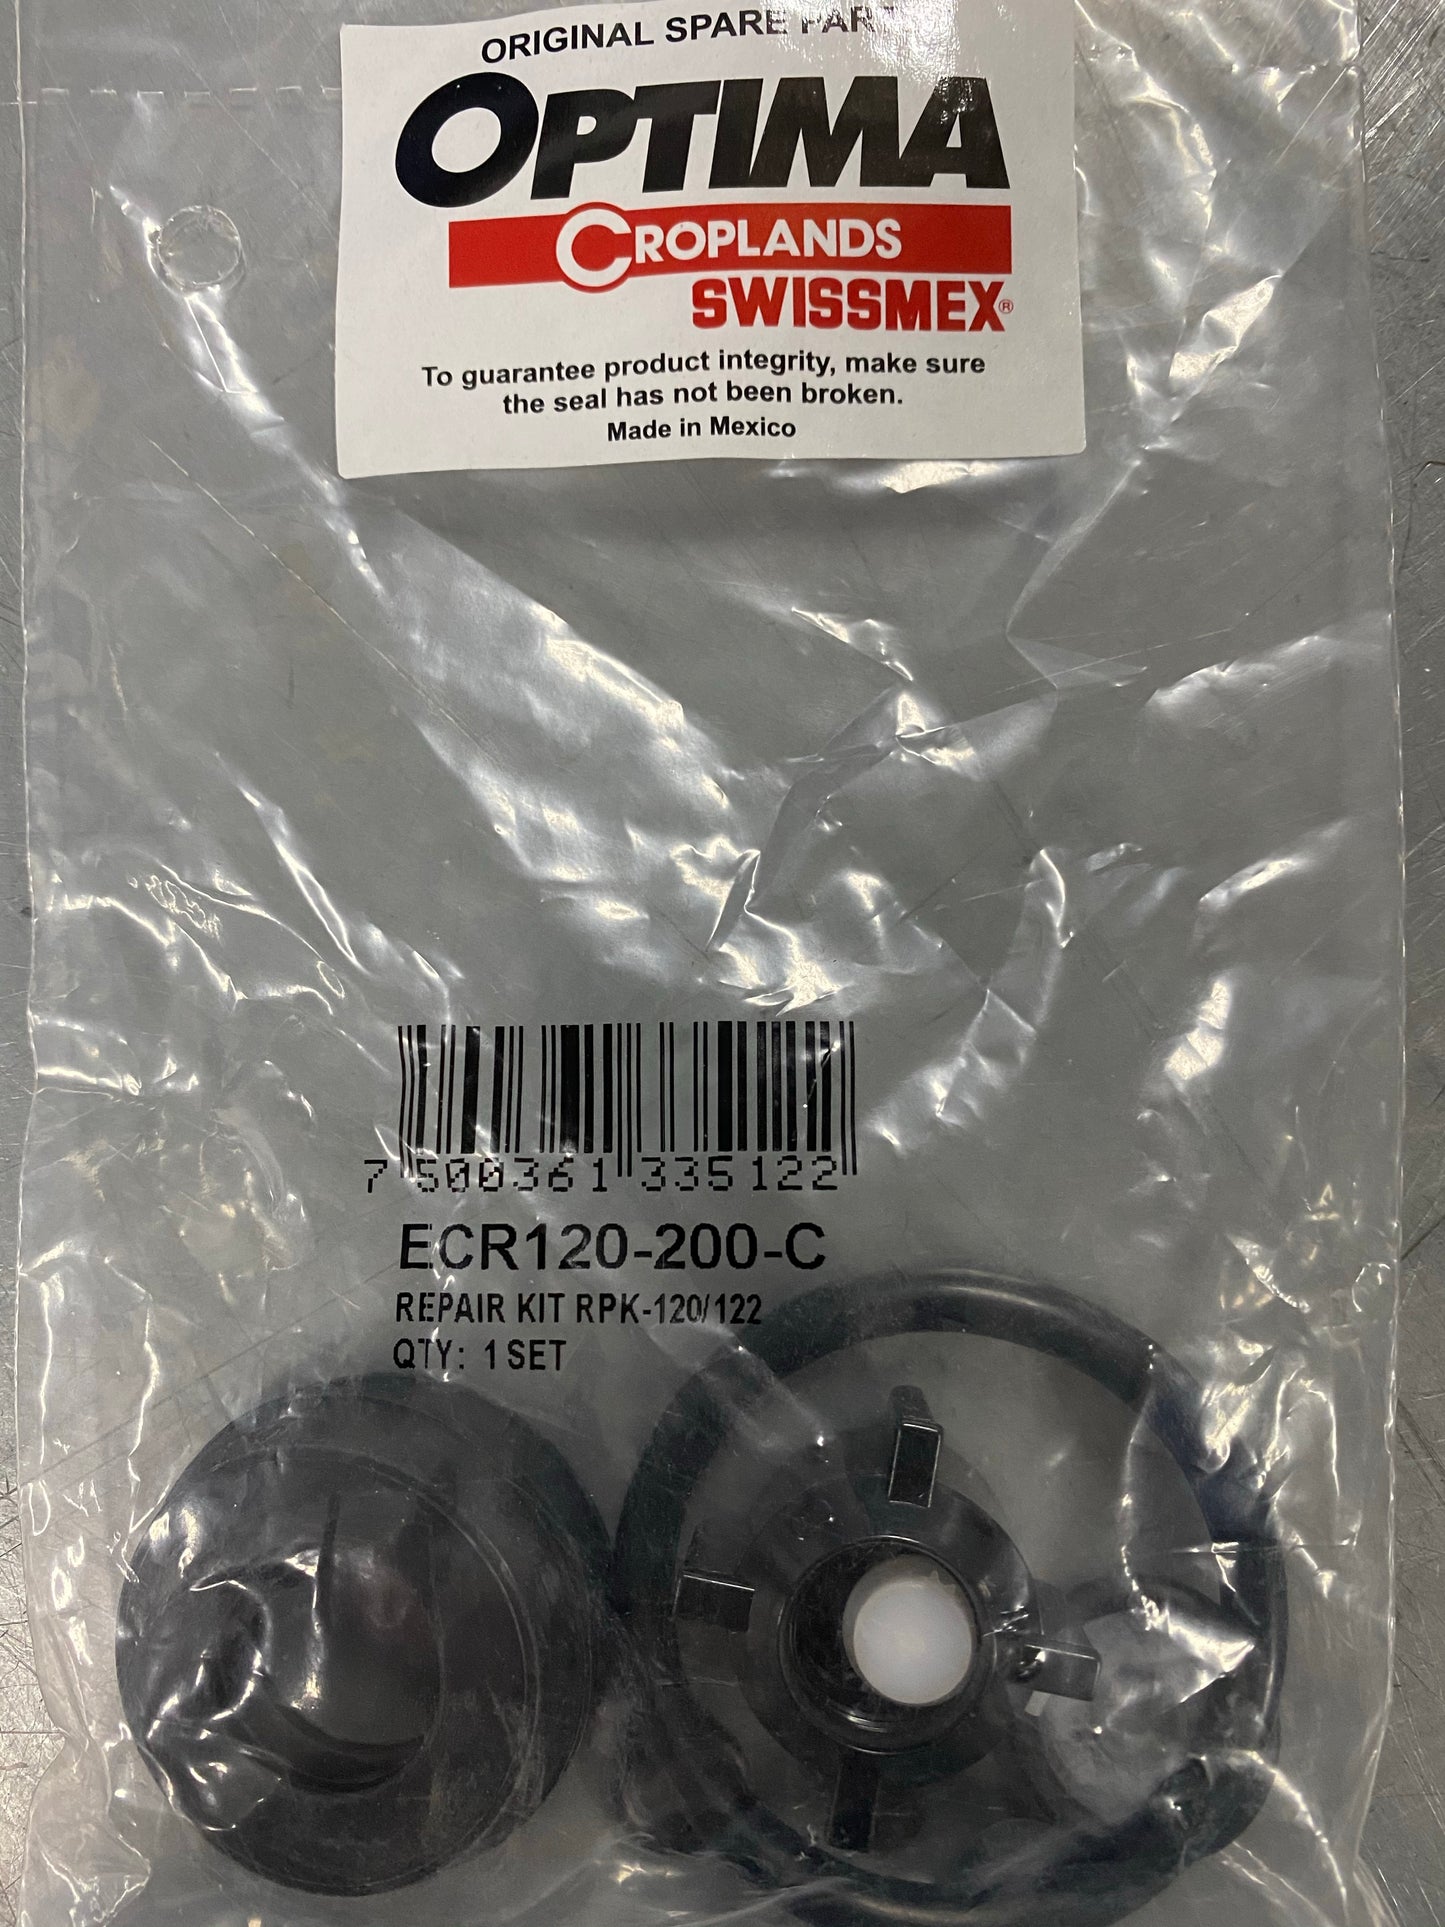 ORIGINAL SPARE PART
OPTIMA
CROPLANDS
SWISSMEX®
To guarantee product integrity, make sure
the seal has not been broken.
Made in Mexico
7 500361 335122
ECR120-200-C
REPAIR KIT RPK-120/122
QTY: 1 SET